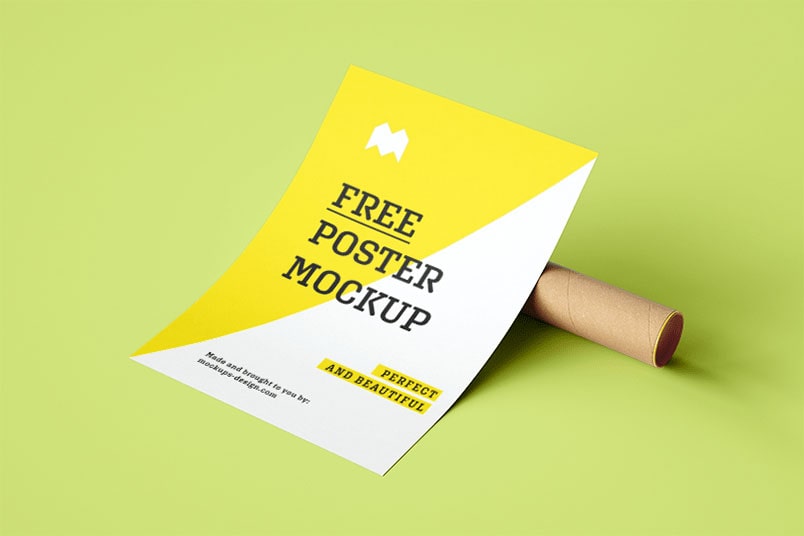 FREE
POSTER
MOCKUP
Made and brought to you by:
mockups-design.com
PERFECT
AND BEAUTIFUL